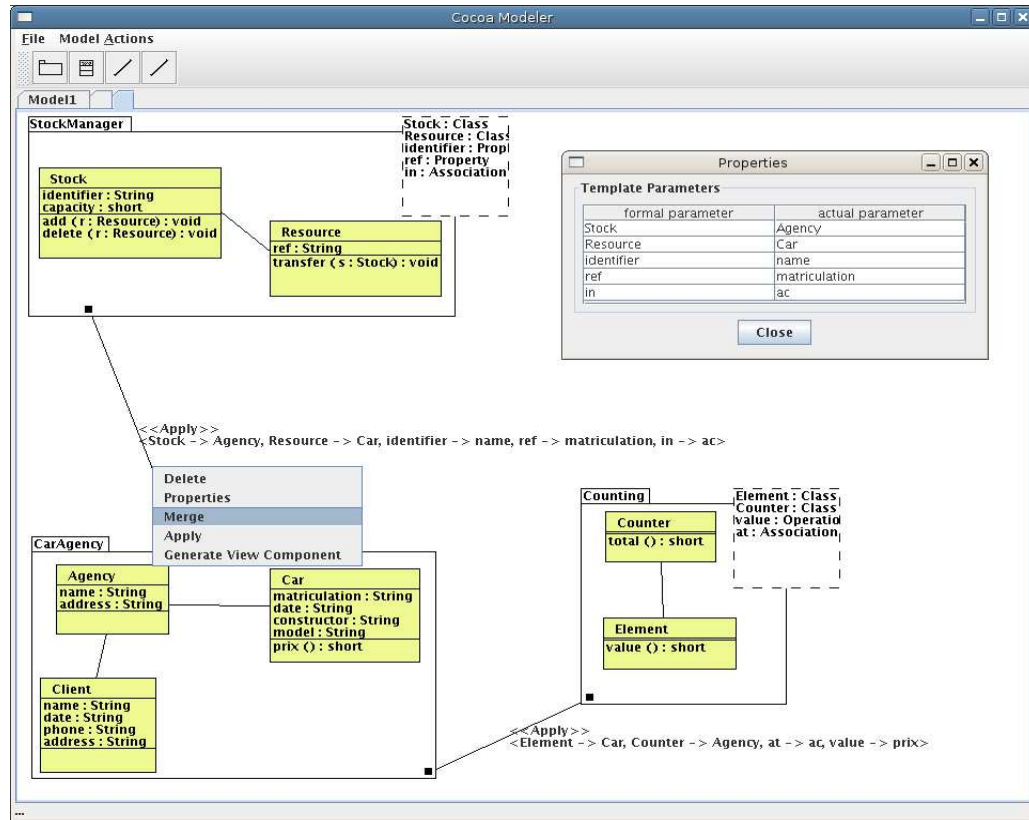 Cocoa Modeler
File Model Actions
Model1
StockManager
Stock : Class
Resource : Clas
identifier : Prop
ref : Property
in : Association
Stock
identifier : String
capacity : short
add ( r : Resource) : void
delete ( r : Resource) : void
Resource
ref : String
transfer ( s : Stock) : void
Properties
Template Parameters
formal parameter actual parameter
Stock Agency
Resource Car
identifier name
ref matriculation
in ac
Close
<<Apply>>
<Stock -> Agency, Resource -> Car, identifier -> name, ref -> matriculation, in -> ac>
Delete
Properties
Merge
Apply
Generate View Component
CarAgency
Agency
name : String
address : String
Car
matriculation : String
date : String
constructor : String
model : String
prix () : short
Client
name : String
date : String
phone : String
address : String
Counting
Element : Class
Counter : Class
value : Operatio
at : Association
Counter
total () : short
Element
value () : short
<<Apply>>
<Element -> Car, Counter -> Agency, at -> ac, value -> prix>
...